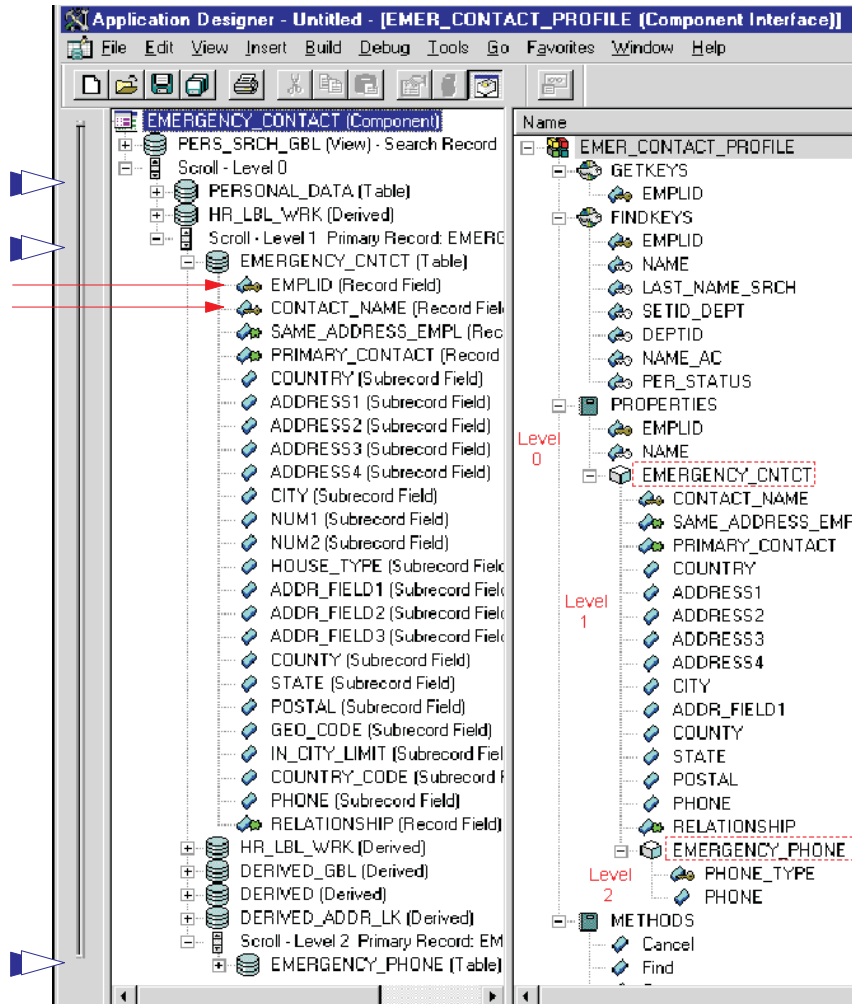 Application Designer - Untitled - [EMER_CONTACT_PROFILE (Component Interface)]
File Edit View Insert Build Debug Tools Go Favorites Window Help
EMERGENCY_CONTACT (Component)
PERS_SRCH_GBL (View) - Search Record
Scroll - Level 0
PERSONAL_DATA (Table)
HR_LBL_WRK (Derived)
Scroll - Level 1 Primary Record: EMERG
EMERGENCY_CNTCT (Table)
EMPLID (Record Field)
CONTACT_NAME (Record Fiel
SAME_ADDRESS_EMPL (Rec
PRIMARY_CONTACT (Record
COUNTRY (Subrecord Field)
ADDRESS1 (Subrecord Field)
ADDRESS2 (Subrecord Field)
ADDRESS3 (Subrecord Field)
ADDRESS4 (Subrecord Field)
CITY (Subrecord Field)
NUM1 (Subrecord Field)
NUM2 (Subrecord Field)
HOUSE_TYPE (Subrecord Field
ADDR_FIELD1 (Subrecord Field
ADDR_FIELD2 (Subrecord Field
ADDR_FIELD3 (Subrecord Field
COUNTY (Subrecord Field)
STATE (Subrecord Field)
POSTAL (Subrecord Field)
GEO_CODE (Subrecord Field)
IN_CITY_LIMIT (Subrecord Fiel
COUNTRY_CODE (Subrecord F
PHONE (Subrecord Field)
RELATIONSHIP (Record Field)
HR_LBL_WRK (Derived)
DERIVED_GBL (Derived)
DERIVED (Derived)
DERIVED_ADDR_LK (Derived)
Scroll - Level 2 Primary Record: EM
EMERGENCY_PHONE (Table)
Name
EMER_CONTACT_PROFILE
GETKEYS
EMPLID
FINDKEYS
EMPLID
NAME
LAST_NAME_SRCH
SETID_DEPT
DEPTID
NAME_AC
PER_STATUS
PROPERTIES
EMPLID
Level
0
NAME
EMERGENCY_CNTCT
CONTACT_NAME
SAME_ADDRESS_EMP
PRIMARY_CONTACT
COUNTRY
ADDRESS1
Level
1
ADDRESS2
ADDRESS3
ADDRESS4
CITY
ADDR_FIELD1
COUNTY
STATE
POSTAL
PHONE
RELATIONSHIP
EMERGENCY_PHONE
Level
2
PHONE_TYPE
PHONE
METHODS
Cancel
Find